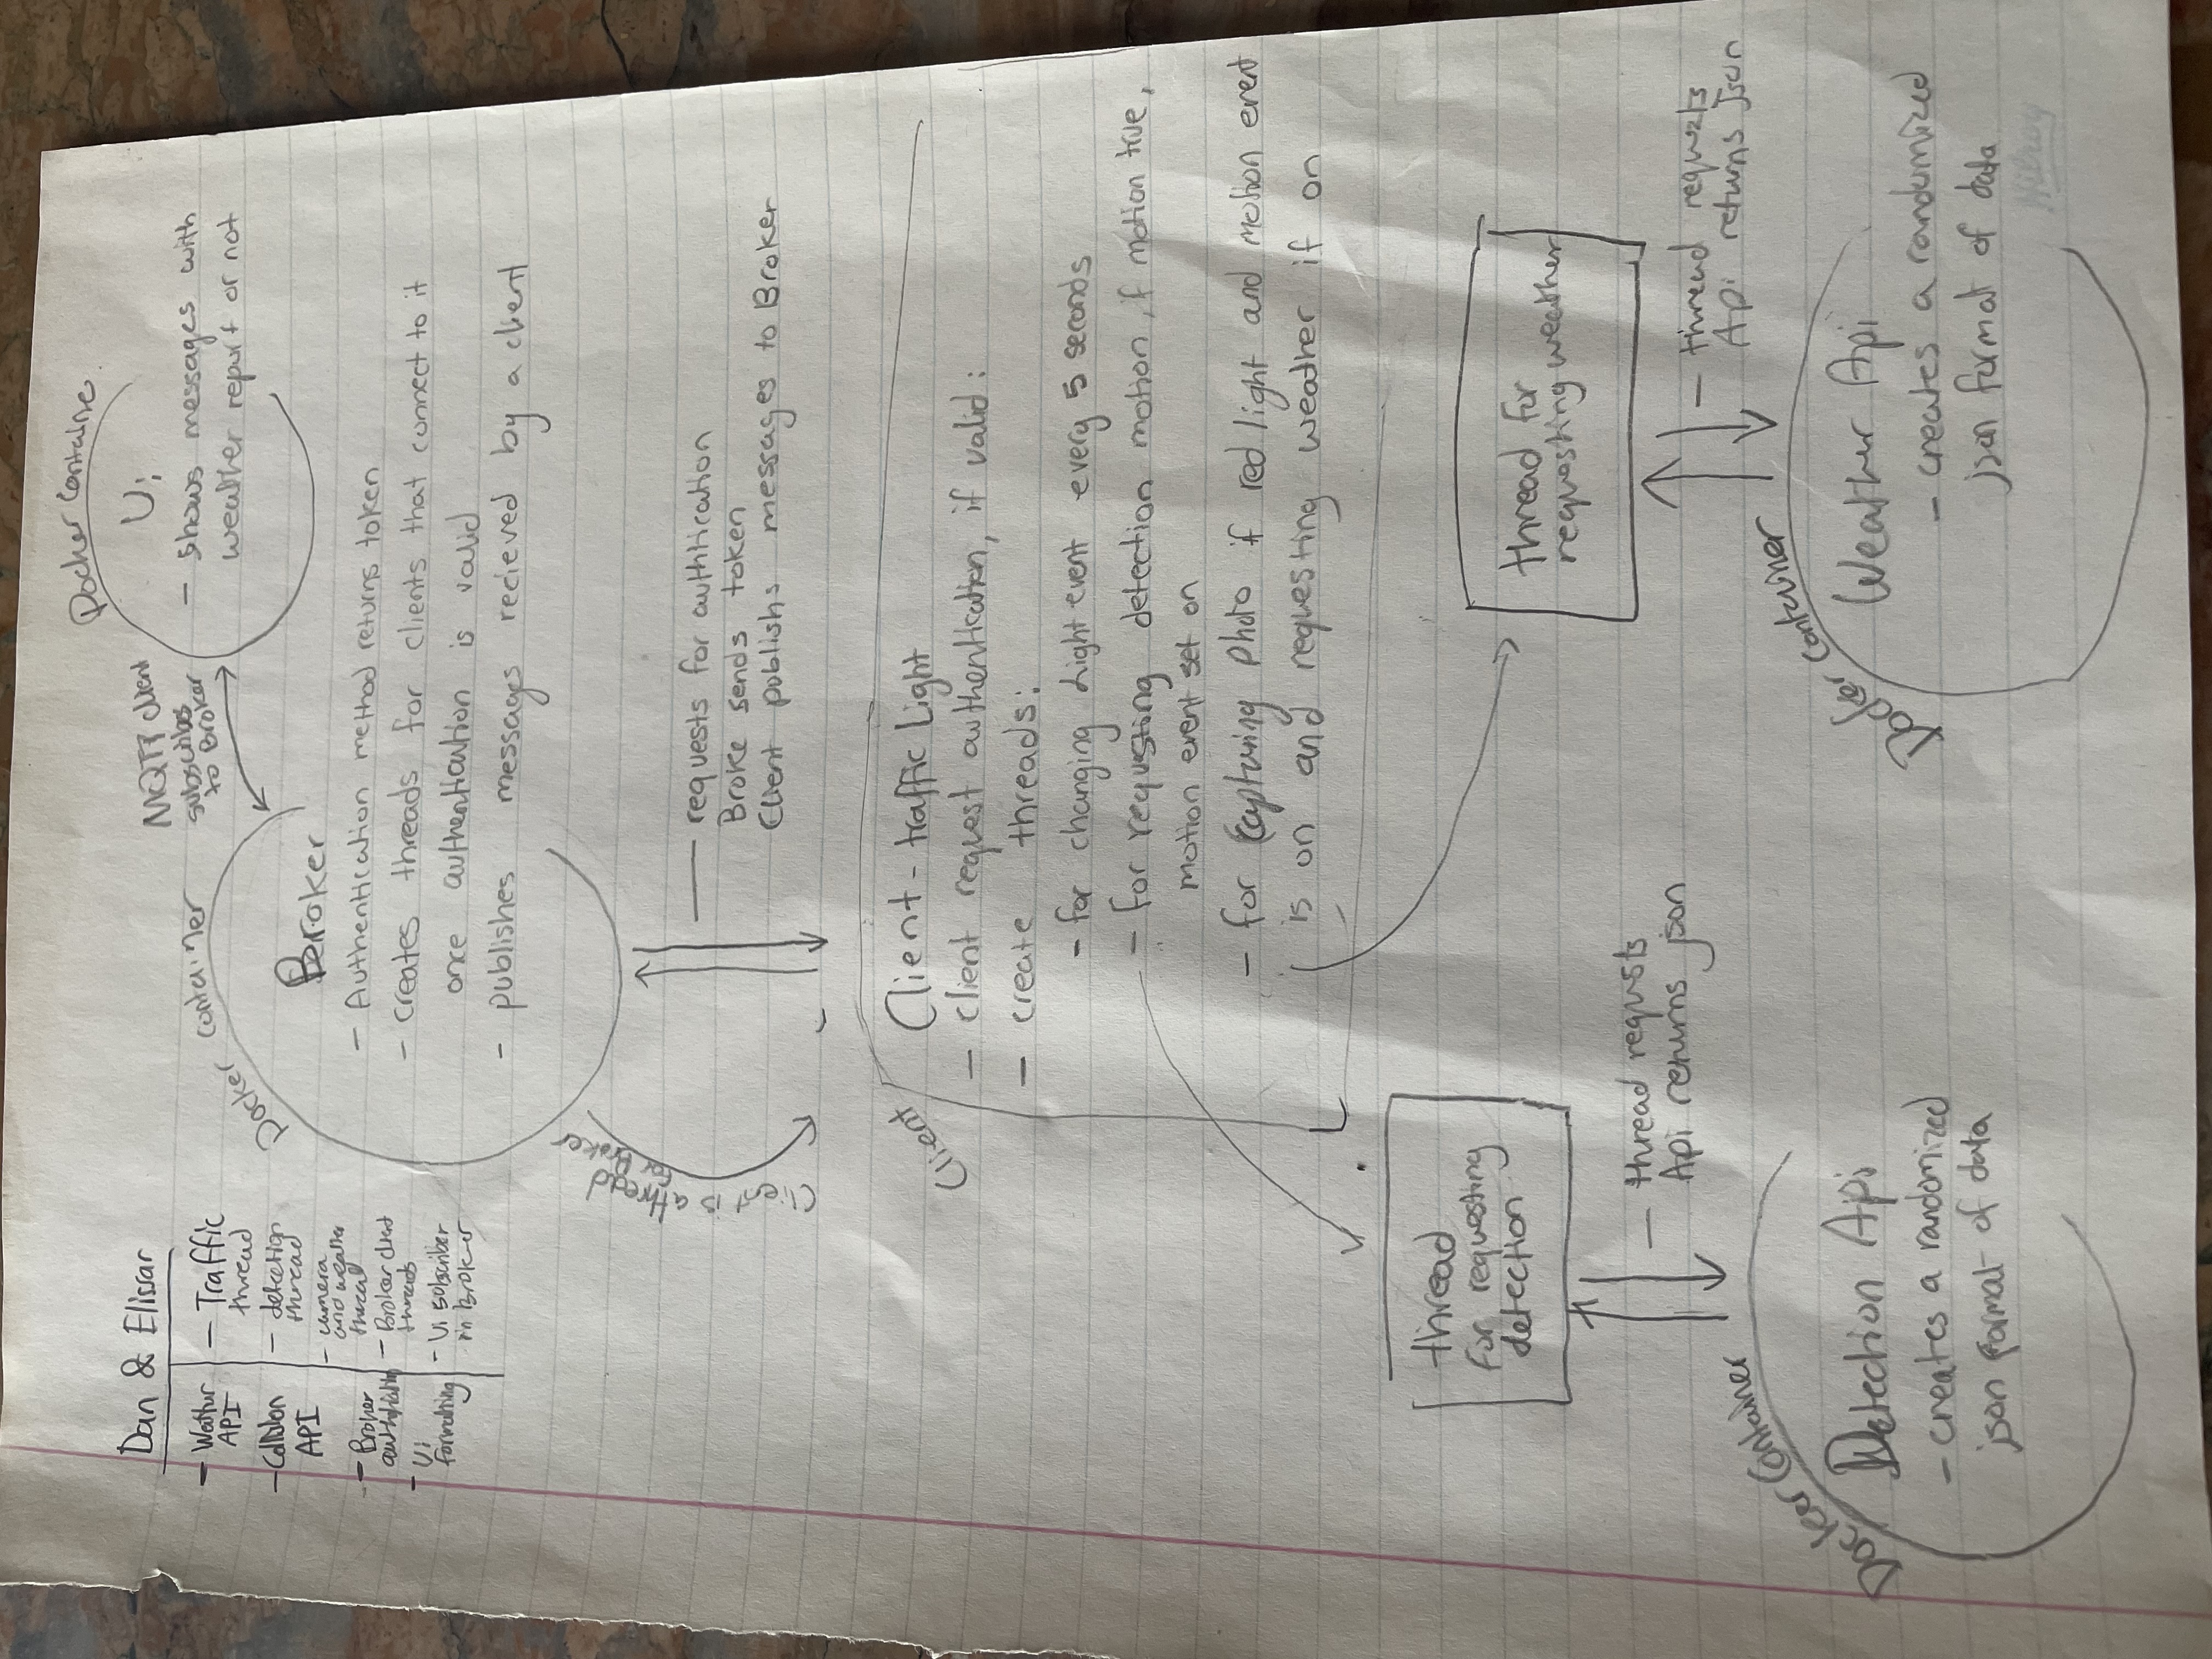 Docker Containe
Ui
- shows messages with
weather report or not
MQTT client
subscribes
to Broker
Dan & Elissar
- Weathur
API
- Collision
API
- Broker
- Ui
formatting
- Traffic
thread
- detection
thread
- camera
and weather
thread
- Broker client
threads
- Ui subscriber
in Broker
Docker container
Beroker
- Authentication method returns token
- creates threads for clients that connect to it
once authentication is valid
- publishes messages recieved by a client
Client is a thread
for Broker
requests for authtication
Broke sends token
Client publishs messages to Broker
Client
Client - traffic Light
- client request authentication, if valid:
- create threads:
- for changing Light event every 5 seconds
- for requsting detection motion, if motion true,
motion event set on
- for Capturing Photo if red light and motion event
is on and requesting weather if on
thread
for requesting
detection
thread for
requesting weather
- thread requsts
Api returns json
- thread requests
Api returns Json
Docker Container
Detection Api
- creates a randomized
json format of data
Docker Container
Weather Api
- creates a randomized
json format of data
Hilroy